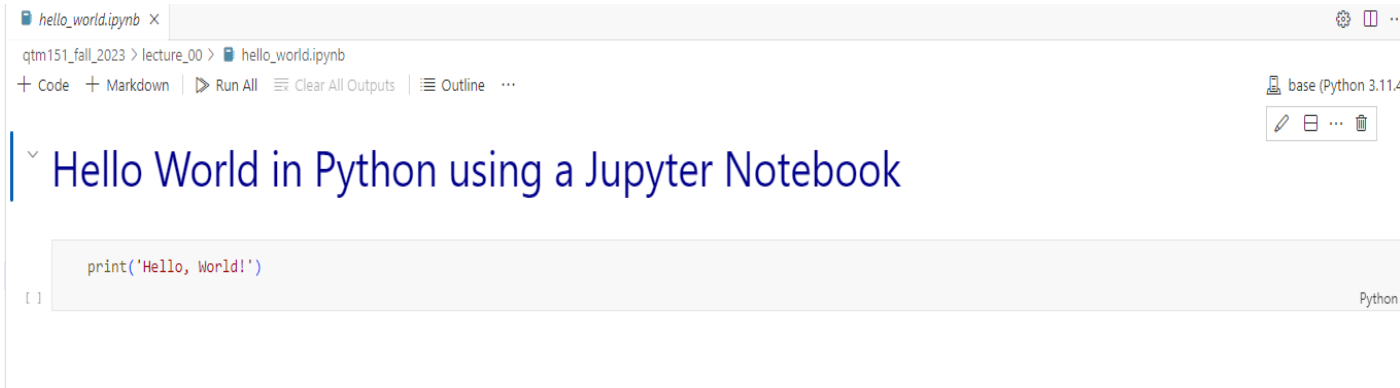 hello_world.ipynb
qtm151_fall_2023 > lecture_00 > hello_world.ipynb
+ Code + Markdown Run All Clear All Outputs Outline ...
base (Python 3.11.4
Hello World in Python using a Jupyter Notebook
print('Hello, World!')
[ ]
Python